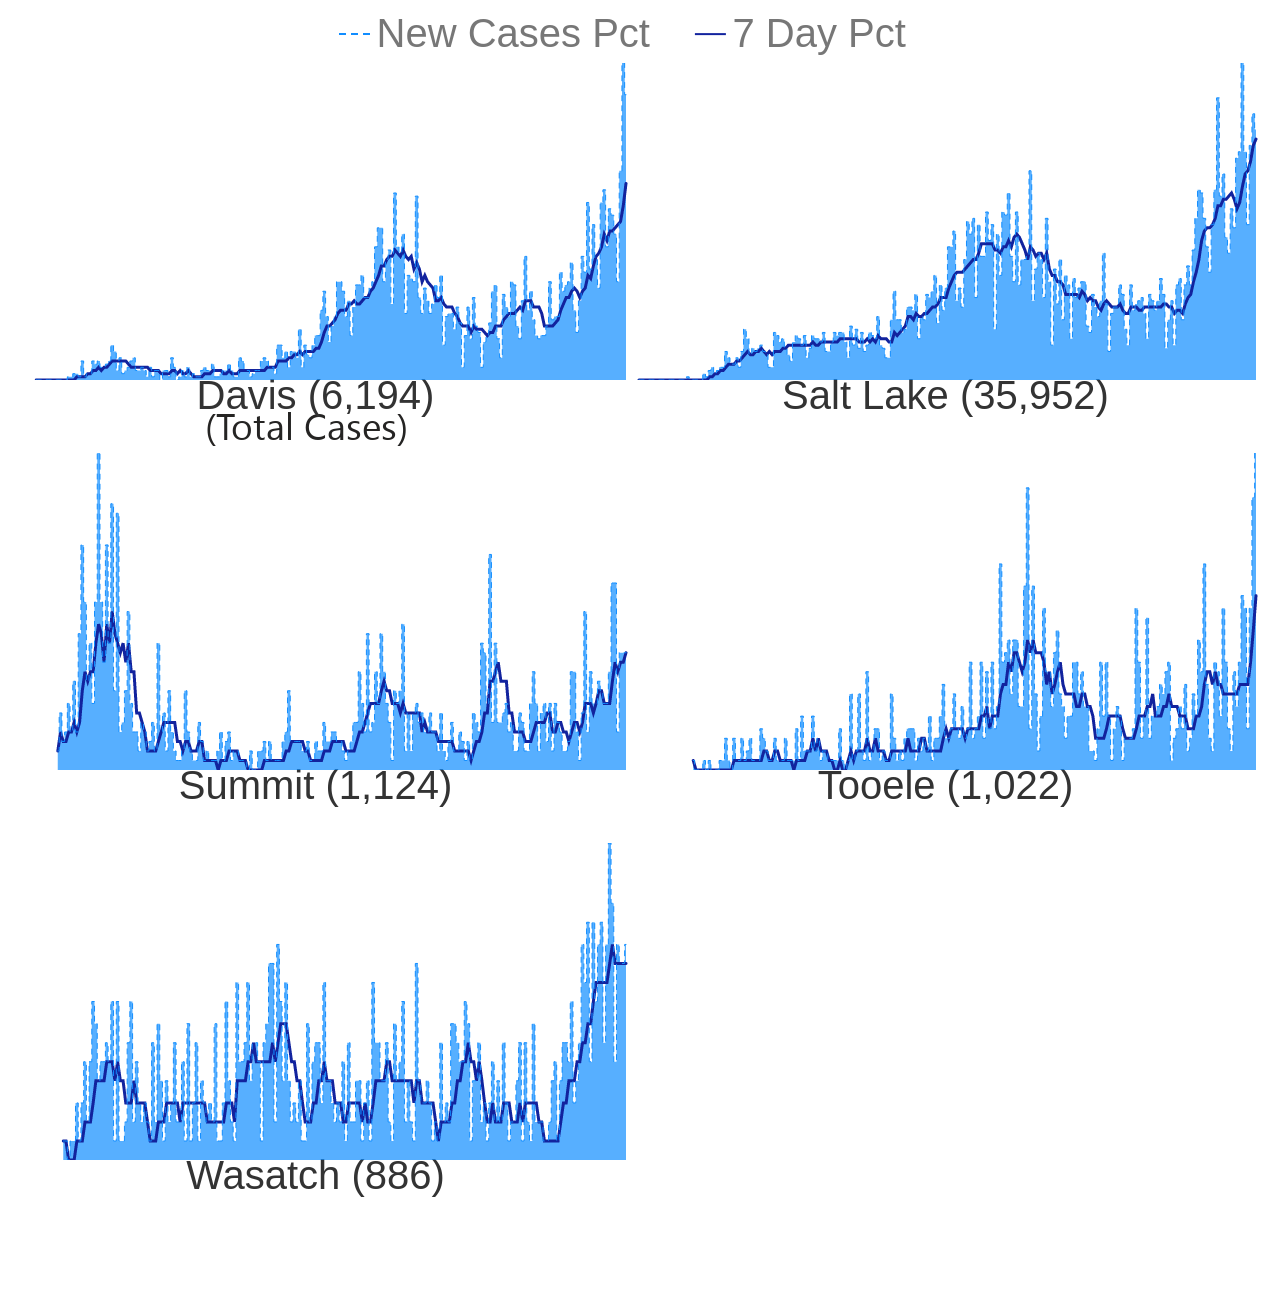 New Cases Pct 7 Day Pct
Davis (6,194) Salt Lake (35,952)
(Total Cases)
Summit (1,124) Tooele (1,022)
Wasatch (886)